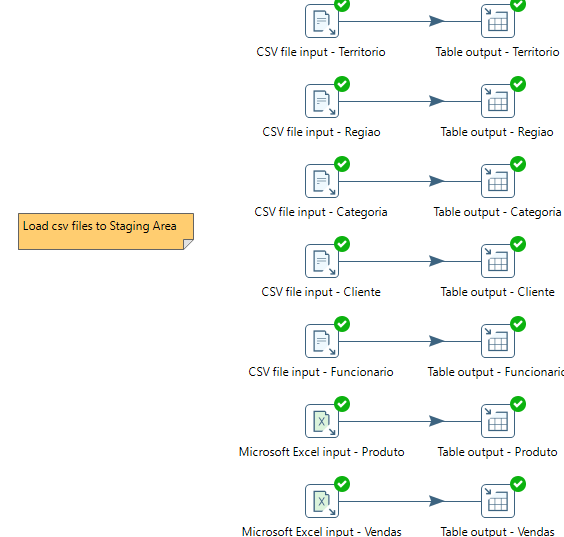 CSV file input - Territorio
Table output - Territorio
CSV file input - Regiao
Table output - Regiao
CSV file input - Categoria
Table output - Categoria
Load csv files to Staging Area
CSV file input - Cliente
Table output - Cliente
CSV file input - Funcionario
Table output - Funcionario
Microsoft Excel input - Produto
Table output - Produto
Microsoft Excel input - Vendas
Table output - Vendas